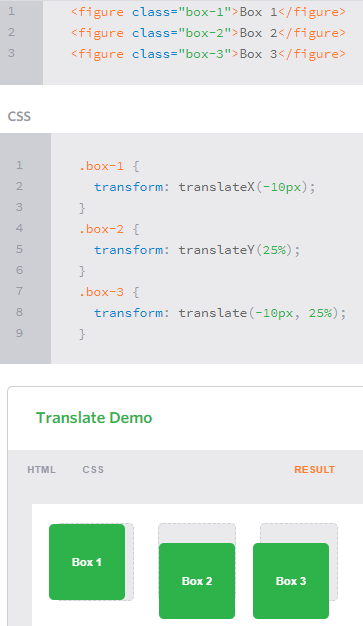 1 <figure class="box-1">Box 1</figure>
2 <figure class="box-2">Box 2</figure>
3 <figure class="box-3">Box 3</figure>
CSS
1 .box-1 {
2 transform: translateX(-10px);
3 }
4 .box-2 {
5 transform: translateY(25%);
6 }
7 .box-3 {
8 transform: translate(-10px, 25%);
9 }
Translate Demo
HTML CSS RESULT
Box 1
Box 2 Box 3